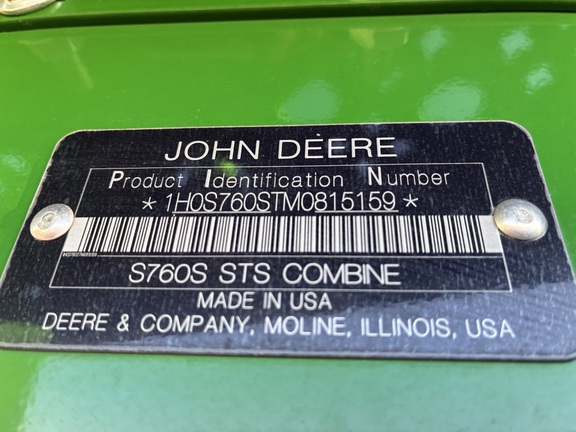 JOHN DEERE
Product Identification Number
*1H0S760STM0815159*
S760S STS COMBINE
MADE IN USA
DEERE & COMPANY, MOLINE, ILLINOIS, USA